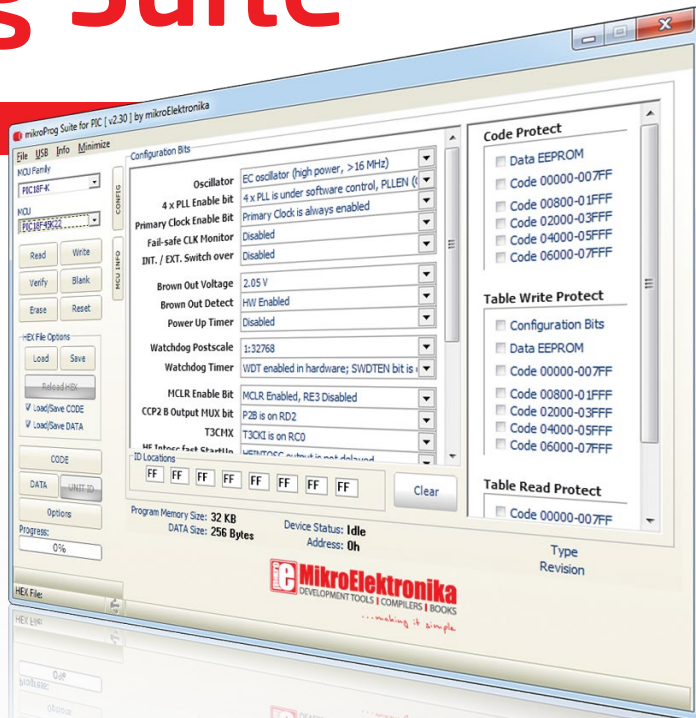 g Suite
mikroProg Suite for PIC [ v2.30 ] by mikroElektronika
File USB Info Minimize
MCU Family
PIC18F-K
MCU
PIC18F45K22
Read Write
Verify Blank
Erase Reset
HEX File Options
Load Save
Reload HEX
Load/Save CODE
Load/Save DATA
CODE
DATA UNIT ID
Options
Progress:
0%
HEX File:
CONFIG
MCU INFO
Configuration Bits
Oscillator EC oscillator (high power, >16 MHz)
4 x PLL Enable bit 4 x PLL is under software control, PLLEN (
Primary Clock Enable Bit Primary Clock is always enabled
Fail-safe CLK Monitor Disabled
INT. / EXT. Switch over Disabled
Brown Out Voltage 2.05 V
Brown Out Detect HW Enabled
Power Up Timer Disabled
Watchdog Postscale 1:32768
Watchdog Timer WDT enabled in hardware; SWDTEN bit is
MCLR Enable Bit MCLR Enabled, RE3 Disabled
CCP2 B Output MUX bit P2B is on RD2
T3CMX T3CKI is on RC0
HF Intosc fast StartUp HFINTOSC output is not delayed
ID Locations
FF FF FF FF FF FF FF FF
Clear
Program Memory Size: 32 KB
DATA Size: 256 Bytes
Device Status: Idle
Address: 0h
Code Protect
Data EEPROM
Code 00000-007FF
Code 00800-01FFF
Code 02000-03FFF
Code 04000-05FFF
Code 06000-07FFF
Table Write Protect
Configuration Bits
Data EEPROM
Code 00000-007FF
Code 00800-01FFF
Code 02000-03FFF
Code 04000-05FFF
Code 06000-07FFF
Table Read Protect
Code 00000-007FF
Type
Revision
MikroElektronika
DEVELOPMENT TOOLS | COMPILERS | BOOKS
...making it simple